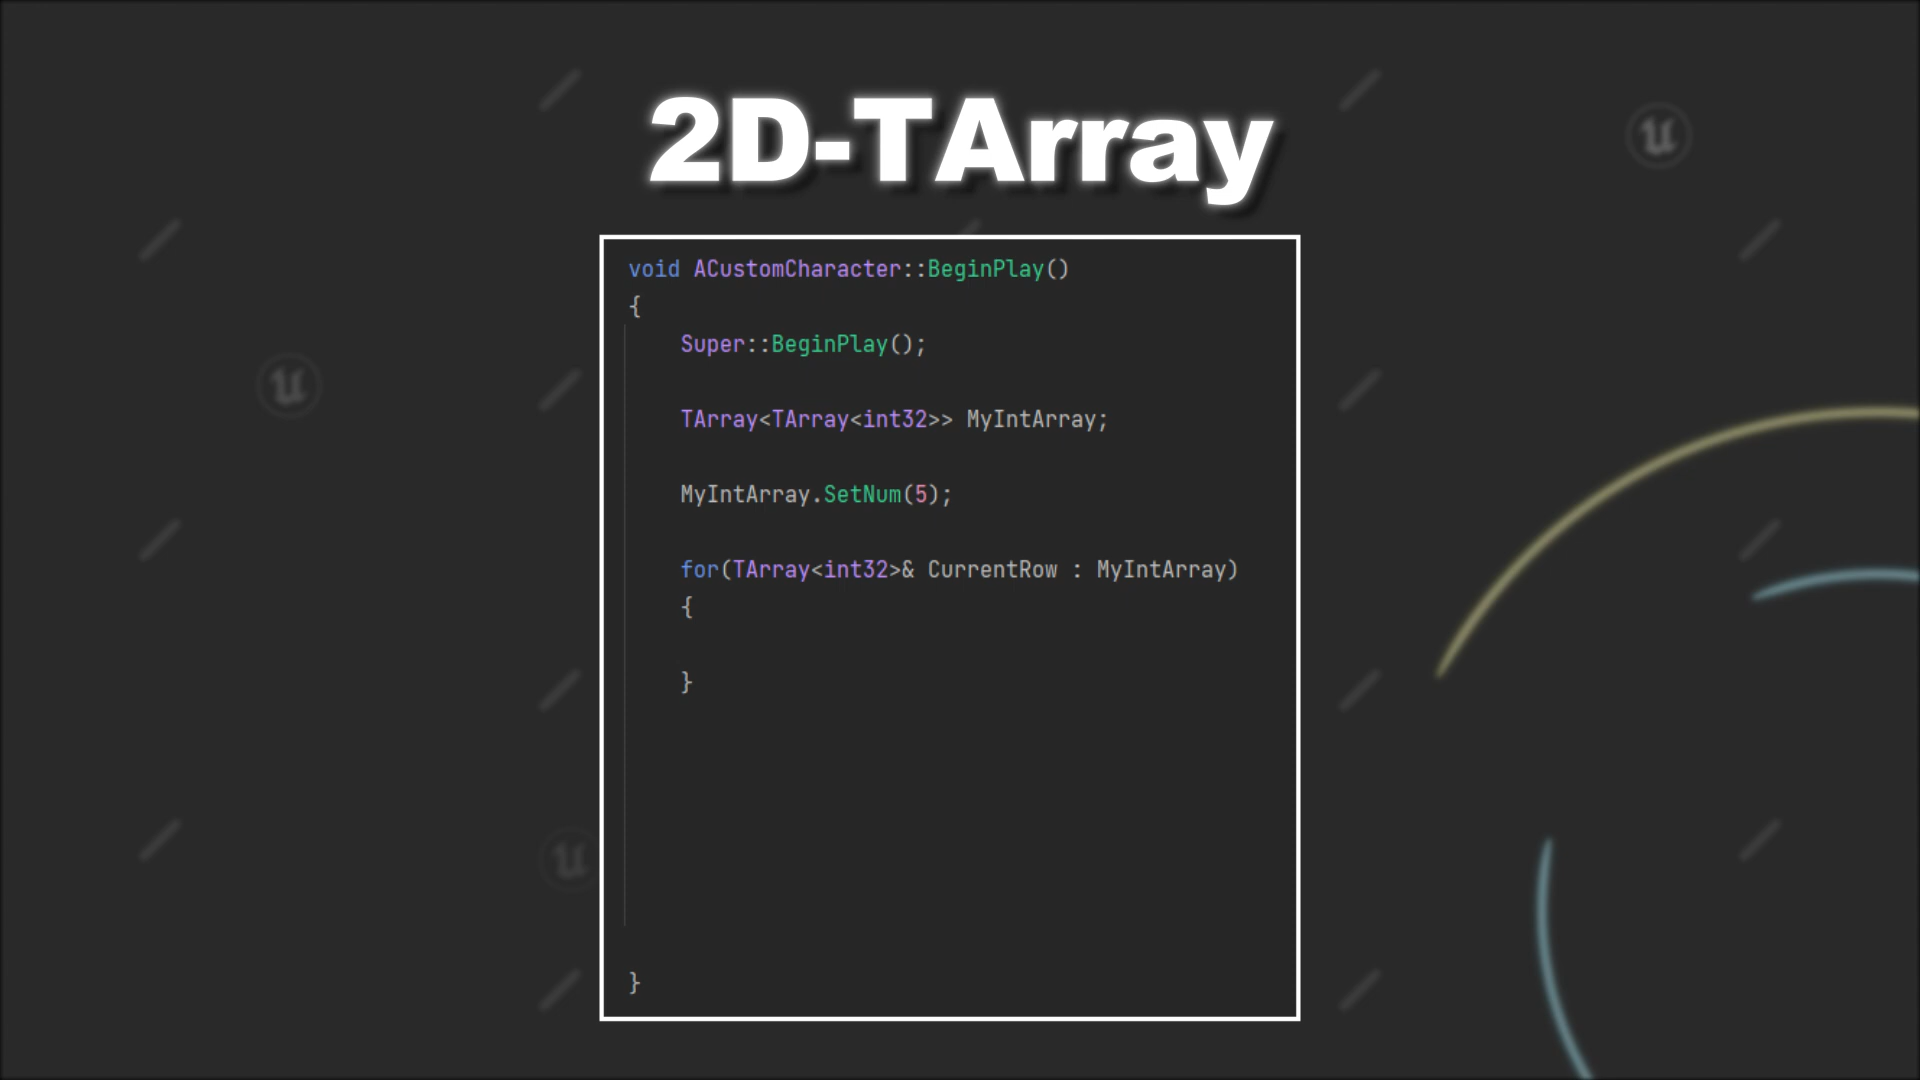 2D-TArray
void ACustomCharacter::BeginPlay()
{
    Super::BeginPlay();
    TArray<TArray<int32>> MyIntArray;
    MyIntArray.SetNum(5);
    for(TArray<int32>& CurrentRow : MyIntArray)
    {
    }
}